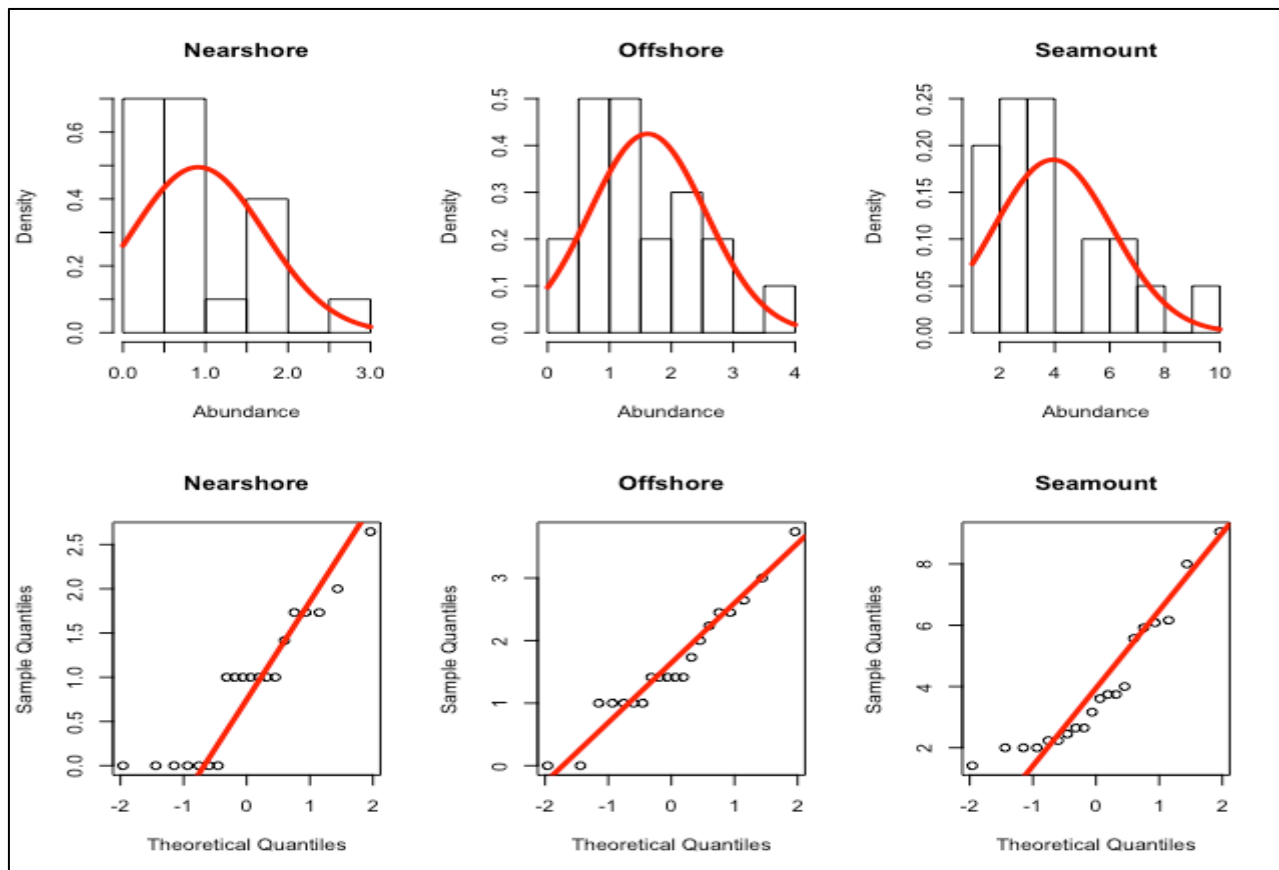 Nearshore Offshore Seamount
Density Density Density
0.0 0.2 0.4 0.6
0.0 0.1 0.2 0.3 0.4 0.5
0.00 0.05 0.10 0.15 0.20 0.25
0.0 1.0 2.0 3.0
0 1 2 3 4
2 4 6 8 10
Abundance Abundance Abundance
Nearshore Offshore Seamount
Sample Quantiles Sample Quantiles Sample Quantiles
0.0 0.5 1.0 1.5 2.0 2.5
0 1 2 3
2 4 6 8
-2 -1 0 1 2
-2 -1 0 1 2
-2 -1 0 1 2
Theoretical Quantiles Theoretical Quantiles Theoretical Quantiles